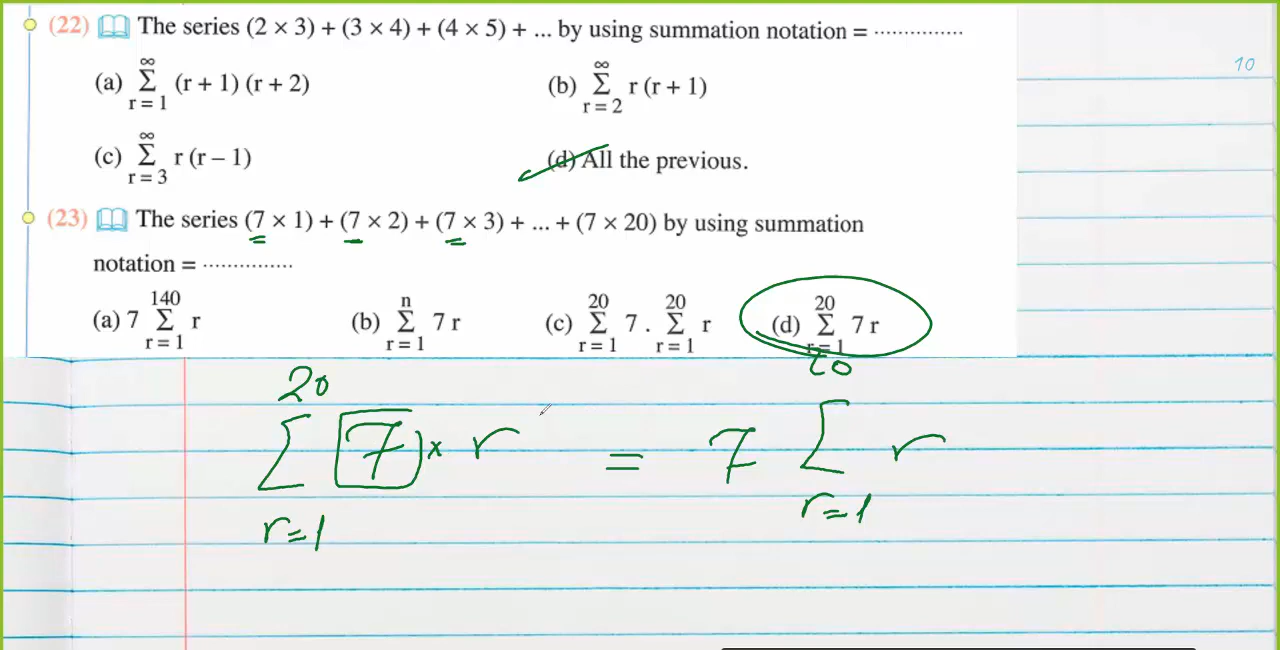 (22) The series (2 × 3) + (3 × 4) + (4 × 5) + ... by using summation notation = ...............
10
(a) ∞ Σ r = 1 (r + 1) (r + 2) (b) ∞ Σ r = 2 r (r + 1)
(c) ∞ Σ r = 3 r (r – 1) (d) All the previous.
(23) The series (7 × 1) + (7 × 2) + (7 × 3) + ... + (7 × 20) by using summation
notation = ...............
(a) 7 140 Σ r = 1 r (b) n Σ r = 1 7 r (c) 20 Σ r = 1 7 . 20 Σ r = 1 r (d) 20 Σ r = 1 7 r
20 Σ r=1 7 × r = 7 20 Σ r=1 r